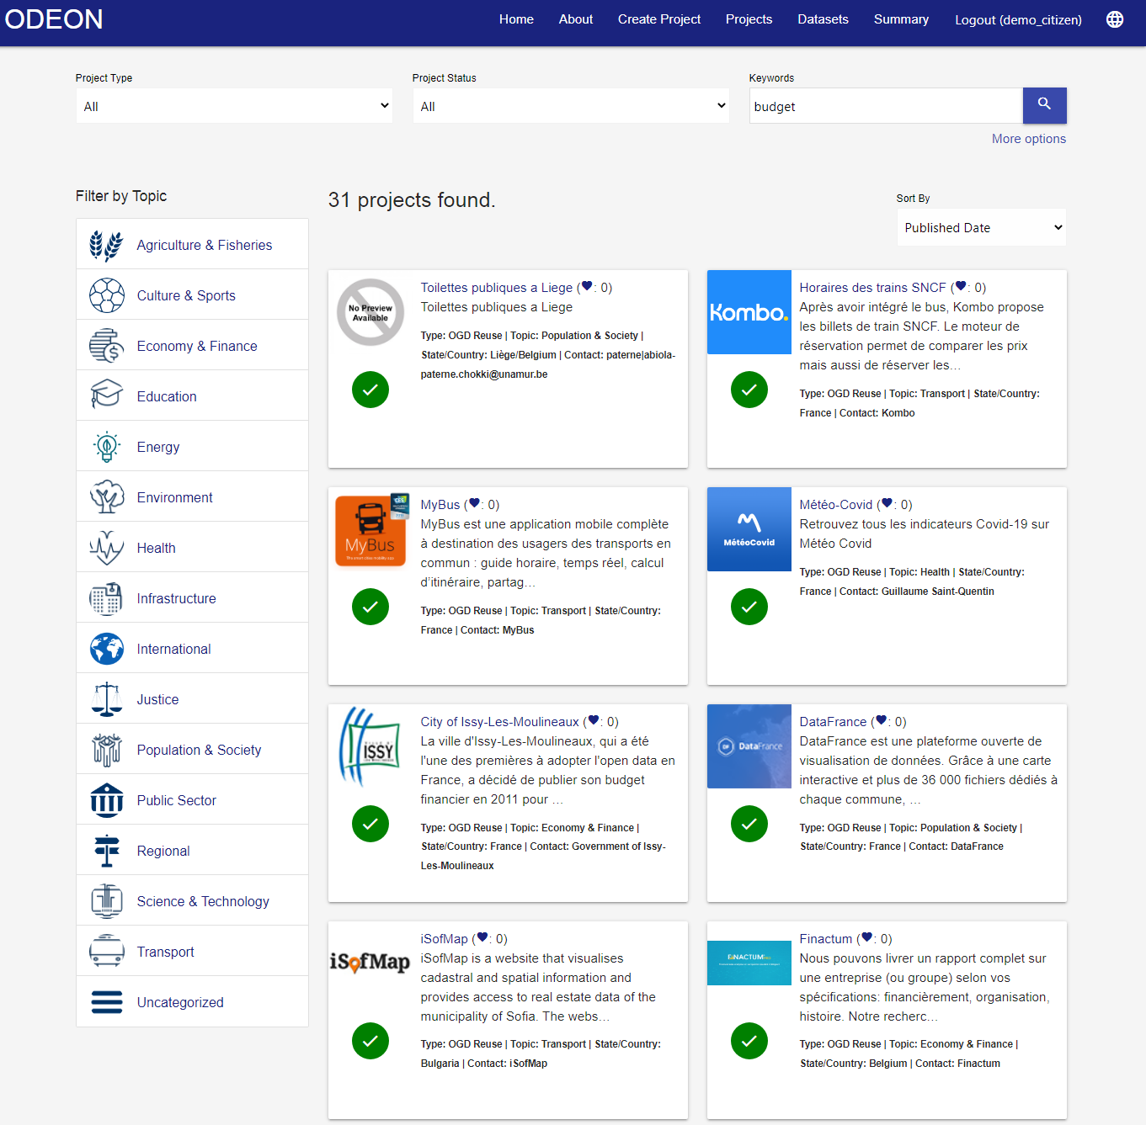 ODEON
Home About Create Project Projects Datasets Summary Logout (demo_citizen)
Project Type Project Status Keywords
All All budget
More options
Filter by Topic
31 projects found.
Sort By
Published Date
Agriculture & Fisheries
Culture & Sports
Economy & Finance
Education
Energy
Environment
Health
Infrastructure
International
Justice
Population & Society
Public Sector
Regional
Science & Technology
Transport
Uncategorized
No Preview
Available
Toilettes publiques a Liege (: 0)
Toilettes publiques a Liege
Type: OGD Reuse | Topic: Population & Society |
State/Country: Liège/Belgium | Contact: paterne|abiola-
paterne.chokki@unamur.be
Kombo.
Horaires des trains SNCF (: 0)
Après avoir intégré le bus, Kombo propose
les billets de train SNCF. Le moteur de
réservation permet de comparer les prix
mais aussi de réserver les...
Type: OGD Reuse | Topic: Transport | State/Country:
France | Contact: Kombo
MyBus
MyBus (: 0)
MyBus est une application mobile complète
à destination des usagers des transports en
commun : guide horaire, temps réel, calcul
d'itinéraire, partag...
Type: OGD Reuse | Topic: Transport | State/Country:
France | Contact: MyBus
MétéoCovid
Météo-Covid (: 0)
Retrouvez tous les indicateurs Covid-19 sur
Météo Covid
Type: OGD Reuse | Topic: Health | State/Country:
France | Contact: Guillaume Saint-Quentin
ISSY
City of Issy-Les-Moulineaux (: 0)
La ville d'Issy-Les-Moulineaux, qui a été
l'une des premières à adopter l'open data en
France, a décidé de publier son budget
financier en 2011 pour ...
Type: OGD Reuse | Topic: Economy & Finance |
State/Country: France | Contact: Government of Issy-
Les-Moulineaux
DF DataFrance
DataFrance (: 0)
DataFrance est une plateforme ouverte de
visualisation de données. Grâce à une carte
interactive et plus de 36 000 fichiers dédiés à
chaque commune, ...
Type: OGD Reuse | Topic: Population & Society |
State/Country: France | Contact: DataFrance
iSofMap
iSofMap (: 0)
iSofMap is a website that visualises
cadastral and spatial information and
provides access to real estate data of the
municipality of Sofia. The webs...
Type: OGD Reuse | Topic: Transport | State/Country:
Bulgaria | Contact: iSofMap
Finactum (: 0)
Nous pouvons livrer un rapport complet sur
une entreprise (ou groupe) selon vos
spécifications: financièrement, organisation,
histoire. Notre recherc...
Type: OGD Reuse | Topic: Economy & Finance |
State/Country: Belgium | Contact: Finactum